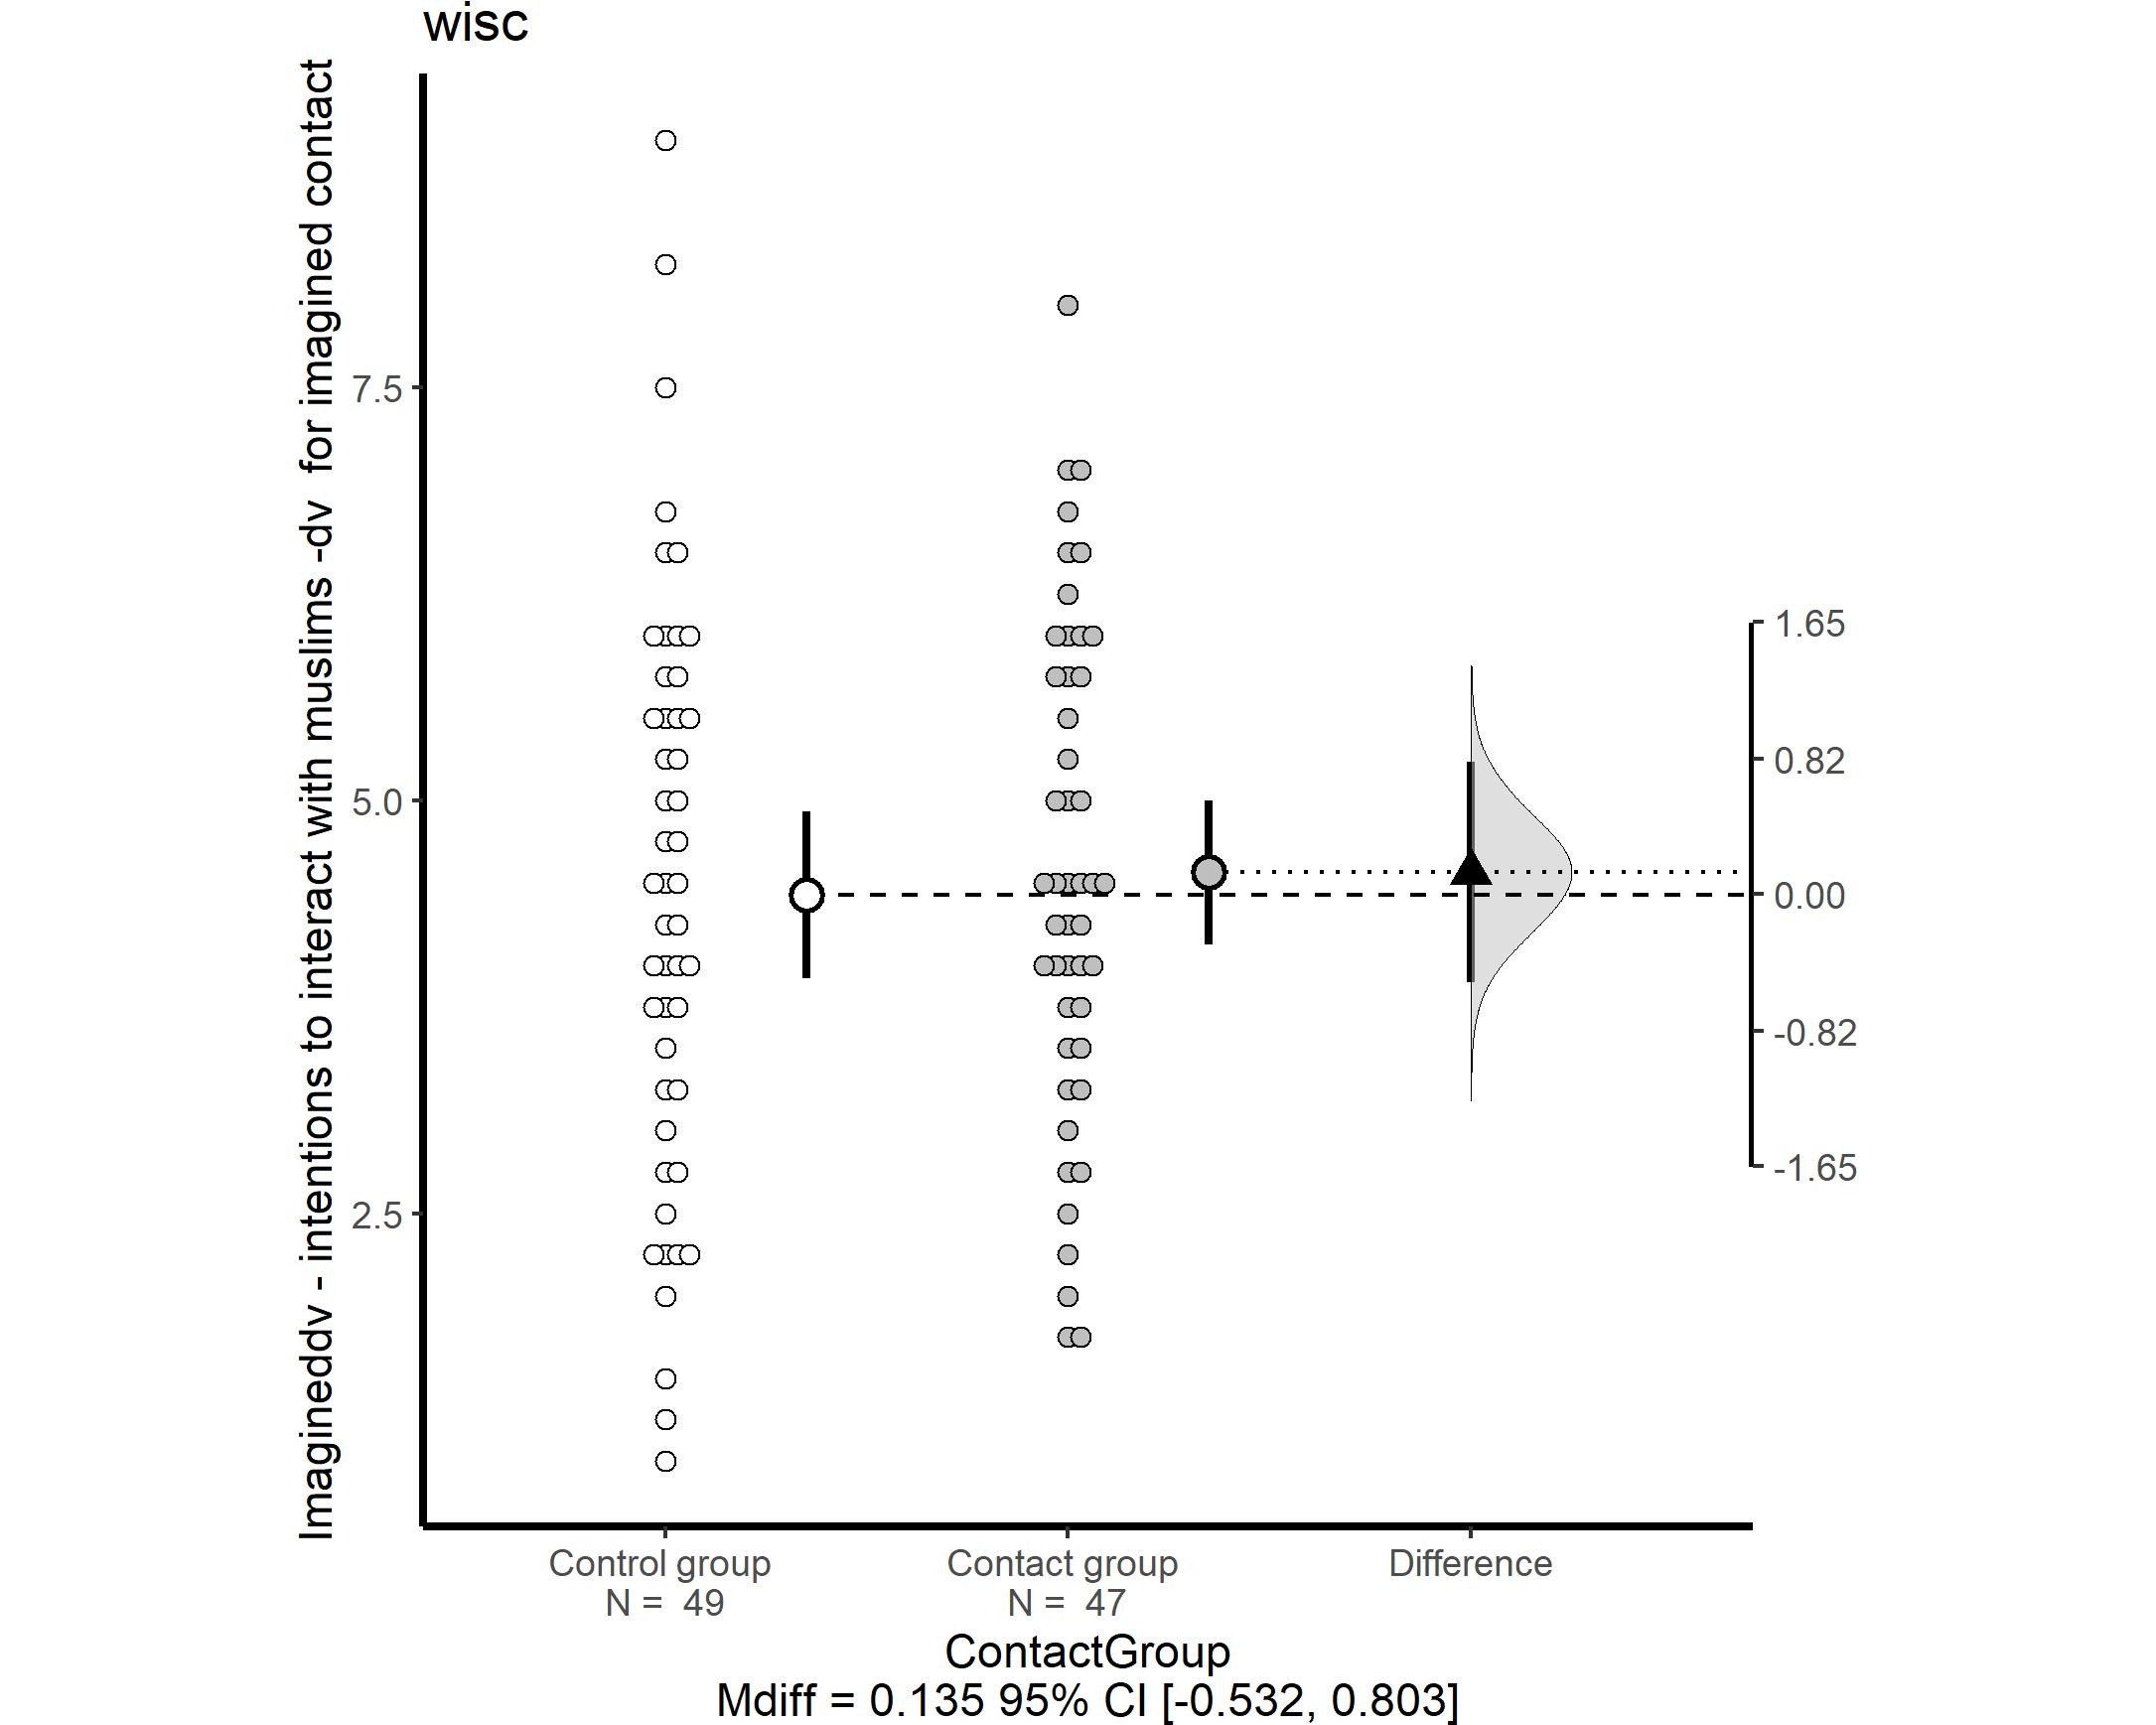 wisc
Imagineddv - intentions to interact with muslims -dv  for imagined contact
7.5
5.0
2.5
1.65
0.82
0.00
-0.82
-1.65
Control group
N =  49
Contact group
N =  47
Difference
ContactGroup
Mdiff = 0.135 95% CI [-0.532, 0.803]